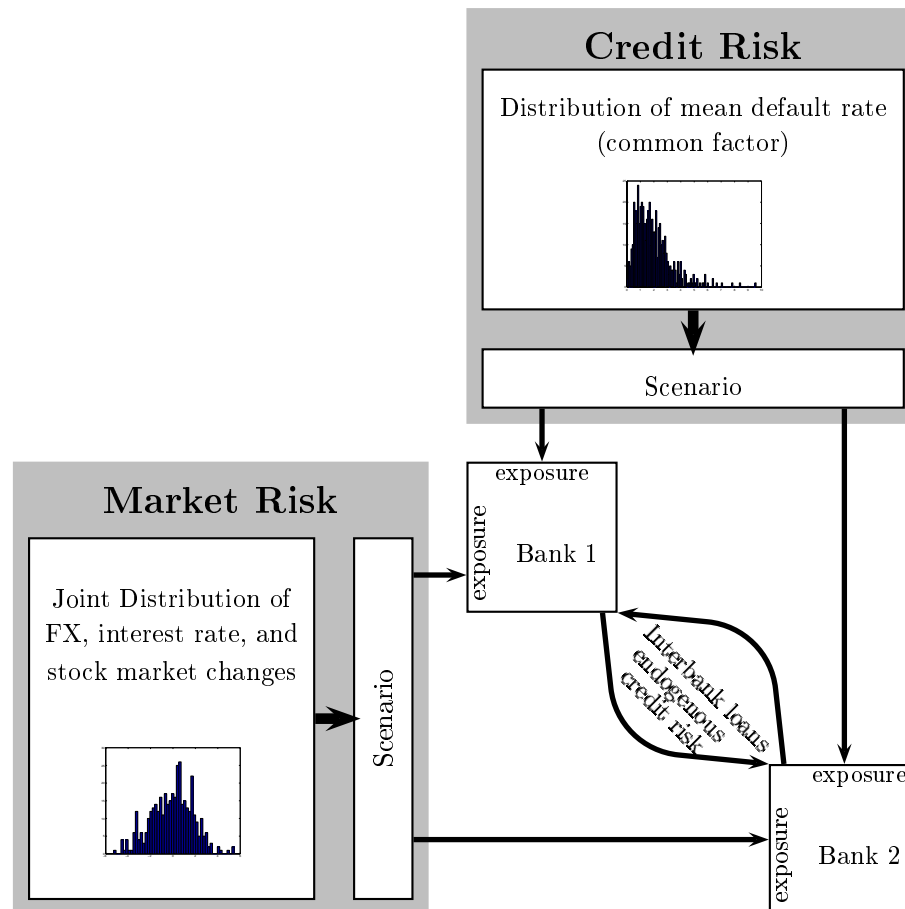 Credit Risk
Distribution of mean default rate
(common factor)
Scenario
Market Risk
Joint Distribution of
FX, interest rate, and
stock market changes
Scenario
exposure
exposure
Bank 1
Interbank loans
endogenous
credit risk
exposure
exposure
Bank 2